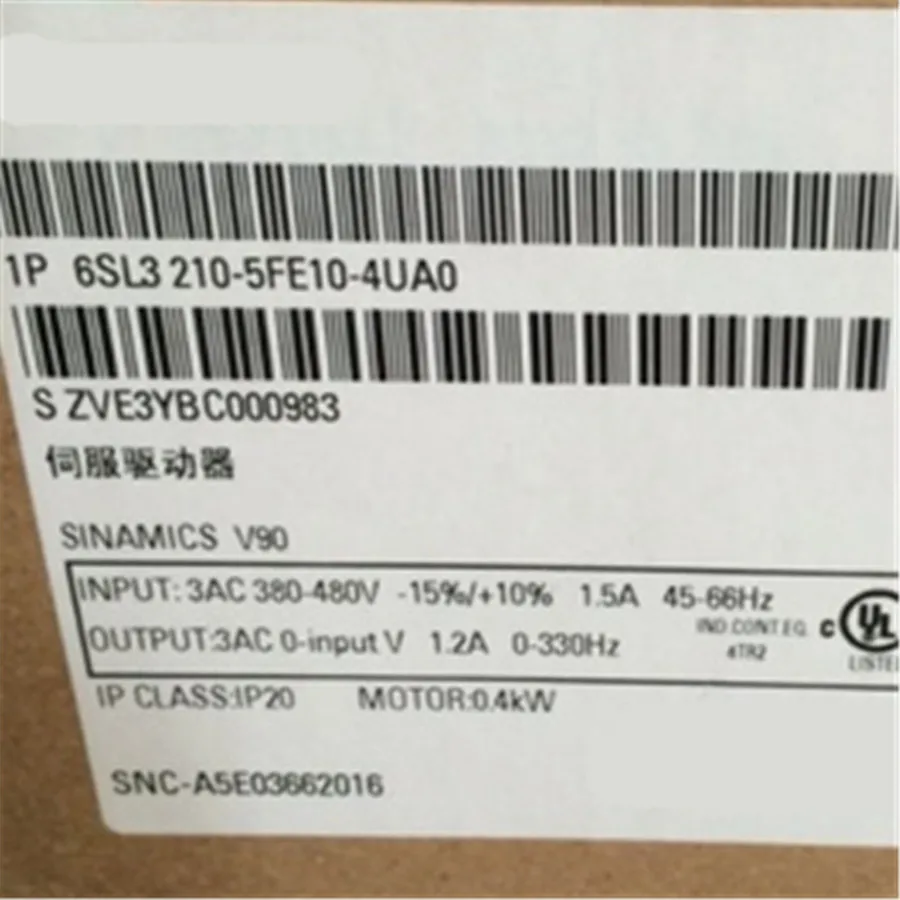 1P 6SL3 210-5FE10-4UA0
S ZVE3YBC000983
伺服驱动器
SINAMICS V90
INPUT: 3AC 380-480V -15%/+10% 1.5A 45-66Hz
OUTPUT:3AC 0-input V 1.2A 0-330Hz
IND.CONT.EQ.
4TR2
C UL
LISTE
IP CLASS:IP20 MOTOR:0.4kW
SNC-A5E03662016